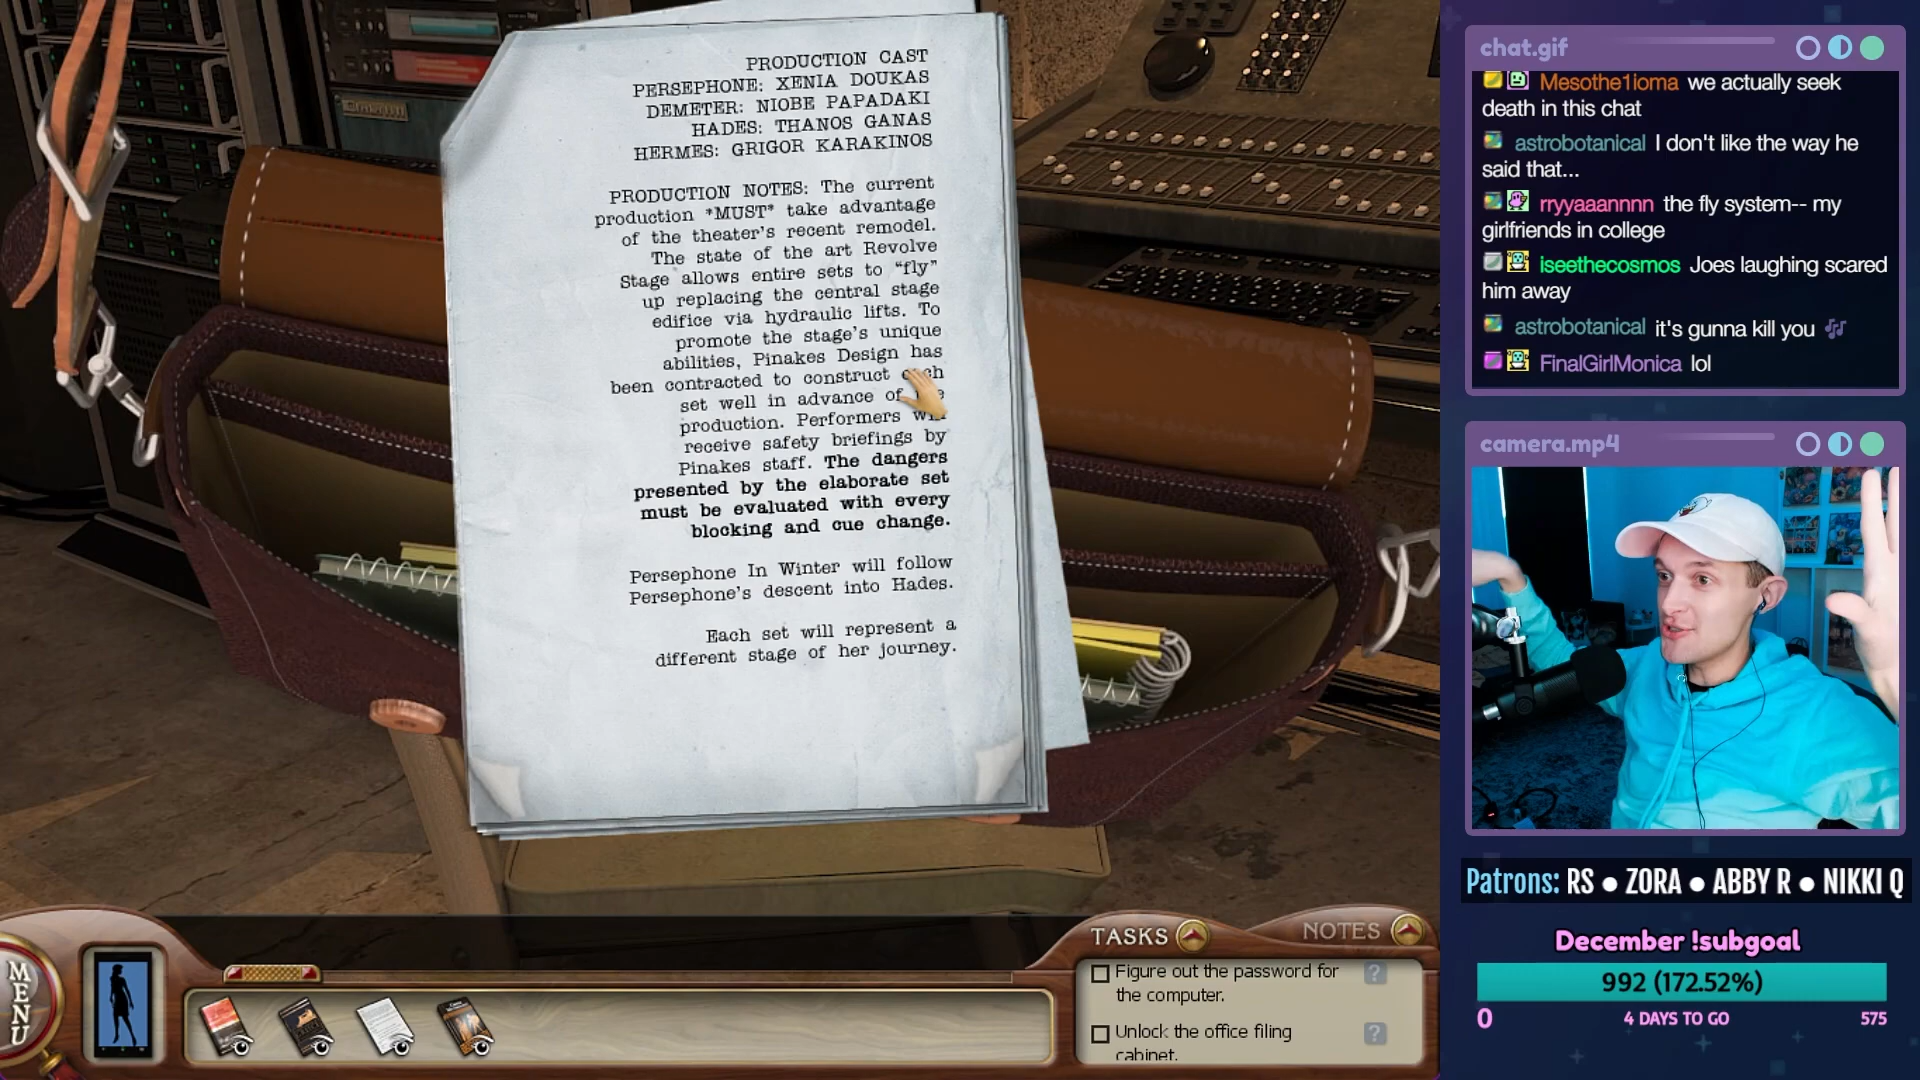 PRODUCTION CAST
PERSEPHONE: XENIA DOUKAS
DEMETER: NIOBE PAPADAKI
HADES: THANOS GANAS
HERMES: GRIGOR KARAKINOS
PRODUCTION NOTES: The current
production *MUST* take advantage
of the theater's recent remodel.
The state of the art Revolve
Stage allows entire sets to “fly”
up replacing the central stage
edifice via hydraulic lifts. To
promote the stage's unique
abilities, Pinakes Design has
been contracted to construct each
set well in advance of the
production. Performers will
receive safety briefings by
Pinakes staff. The dangers
presented by the elaborate set
must be evaluated with every
blocking and cue change.
Persephone In Winter will follow
Persephone's descent into Hades.
Each set will represent a
different stage of her journey.
MENU
TASKS
NOTES
Figure out the password for
the computer.
?
Unlock the office filing
cabinet.
?
chat.gif
Mesothe1ioma we actually seek
death in this chat
astrobotanical I don't like the way he
said that...
rryyaaannnn the fly system-- my
girlfriends in college
iseethecosmos Joes laughing scared
him away
astrobotanical it's gunna kill you 🎶
FinalGirlMonica lol
camera.mp4
Patrons: RS ● ZORA ● ABBY R ● NIKKI Q
December !subgoal
992 (172.52%)
0 4 DAYS TO GO 575